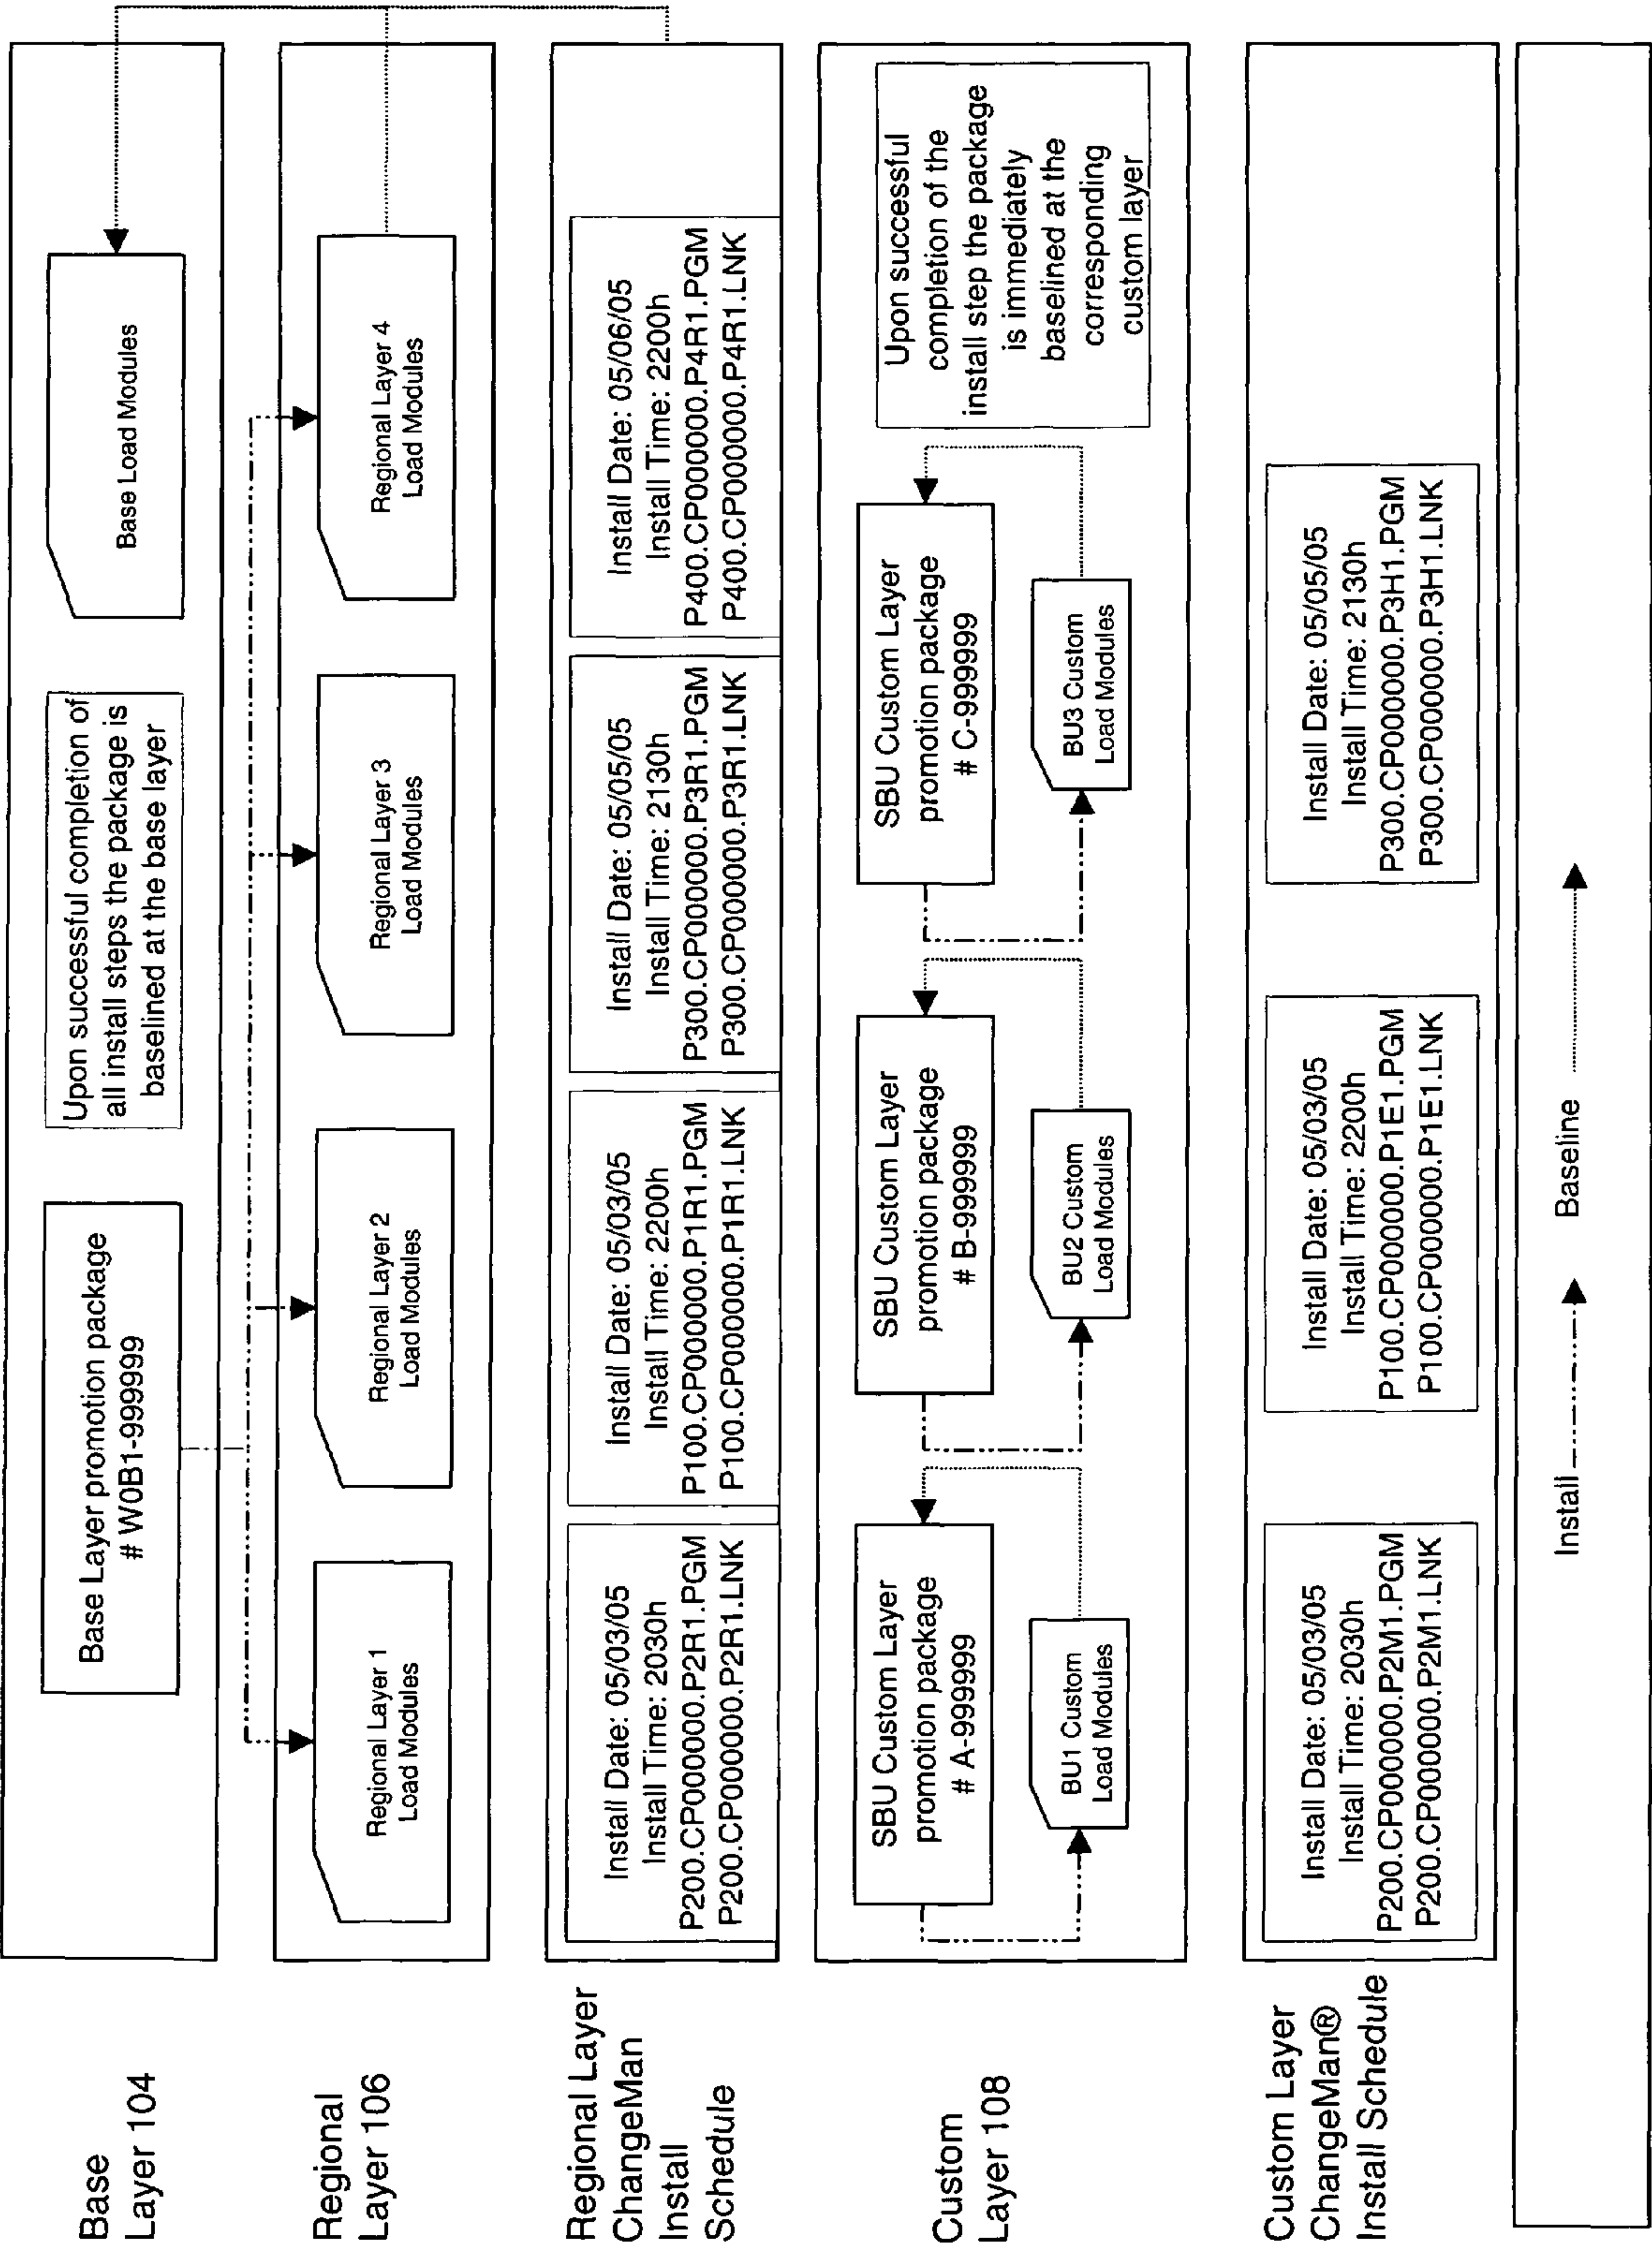 Base
Layer 104
Base Layer promotion package
# W0B1-999999
Upon successful completion of
all install steps the package is
baselined at the base layer
Base Load Modules
Regional
Layer 106
Regional Layer 1
Load Modules
Regional Layer 2
Load Modules
Regional Layer 3
Load Modules
Regional Layer 4
Load Modules
Regional Layer
ChangeMan
Install
Schedule
Install Date: 05/03/05
Install Time: 2030h
P200.CP000000.P2R1.PGM
P200.CP000000.P2R1.LNK
Install Date: 05/03/05
Install Time: 2200h
P100.CP000000.P1R1.PGM
P100.CP000000.P1R1.LNK
Install Date: 05/05/05
Install Time: 2130h
P300.CP000000.P3R1.PGM
P300.CP000000.P3R1.LNK
Install Date: 05/06/05
Install Time: 2200h
P400.CP000000.P4R1.PGM
P400.CP000000.P4R1.LNK
Custom
Layer 108
SBU Custom Layer
promotion package
# A-999999
BU1 Custom
Load Modules
SBU Custom Layer
promotion package
# B-999999
BU2 Custom
Load Modules
SBU Custom Layer
promotion package
# C-999999
BU3 Custom
Load Modules
Upon successful
completion of the
install step the package
is immediately
baselined at the
corresponding
custom layer
Custom Layer
ChangeMan®
Install Schedule
Install Date: 05/03/05
Install Time: 2030h
P200.CP000000.P2M1.PGM
P200.CP000000.P2M1.LNK
Install Date: 05/03/05
Install Time: 2200h
P100.CP000000.P1E1.PGM
P100.CP000000.P1E1.LNK
Install Date: 05/05/05
Install Time: 2130h
P300.CP000000.P3H1.PGM
P300.CP000000.P3H1.LNK
Install
Baseline